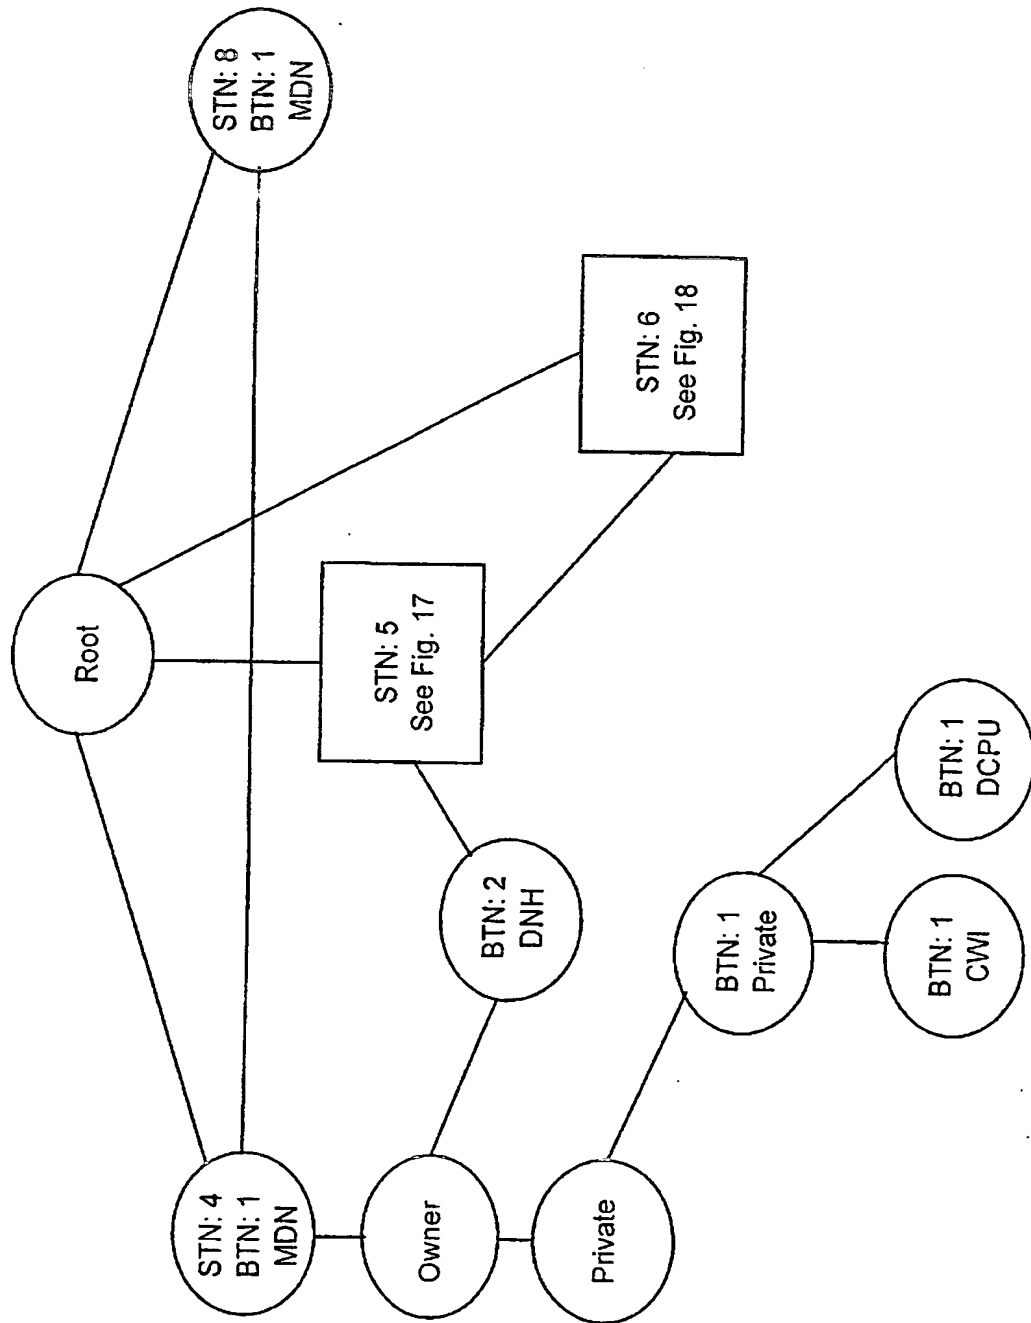 Root
STN: 4
BTN: 1
MDN
STN: 8
BTN: 1
MDN
STN: 5
See Fig. 17
Owner
BTN: 2
DNH
STN: 6
See Fig. 18
Private
BTN: 1
Private
BTN: 1
CWI
BTN: 1
DCPU